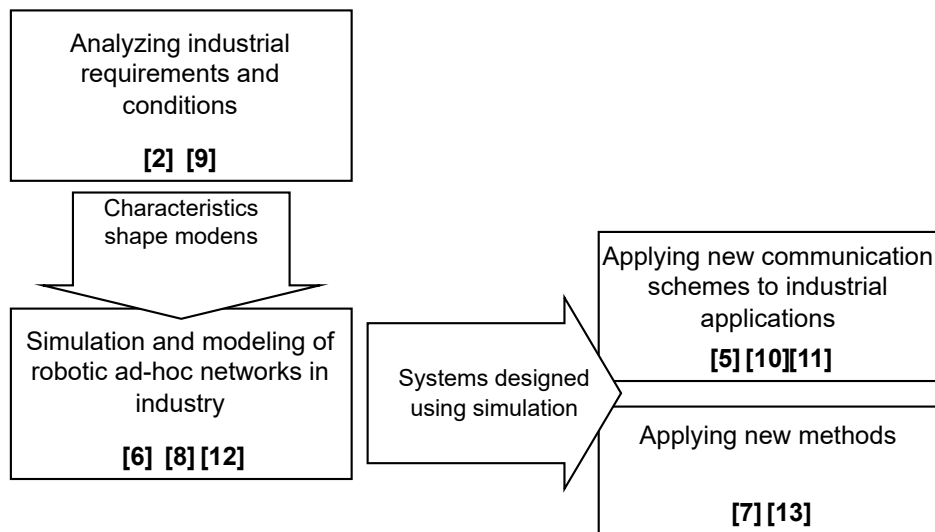 Analyzing industrial
requirements and
conditions
[2] [9]
Characteristics
shape modens
Simulation and modeling of
robotic ad-hoc networks in
industry
[6] [8] [12]
Systems designed
using simulation
Applying new communication
schemes to industrial
applications
[5] [10][11]
Applying new methods
[7] [13]